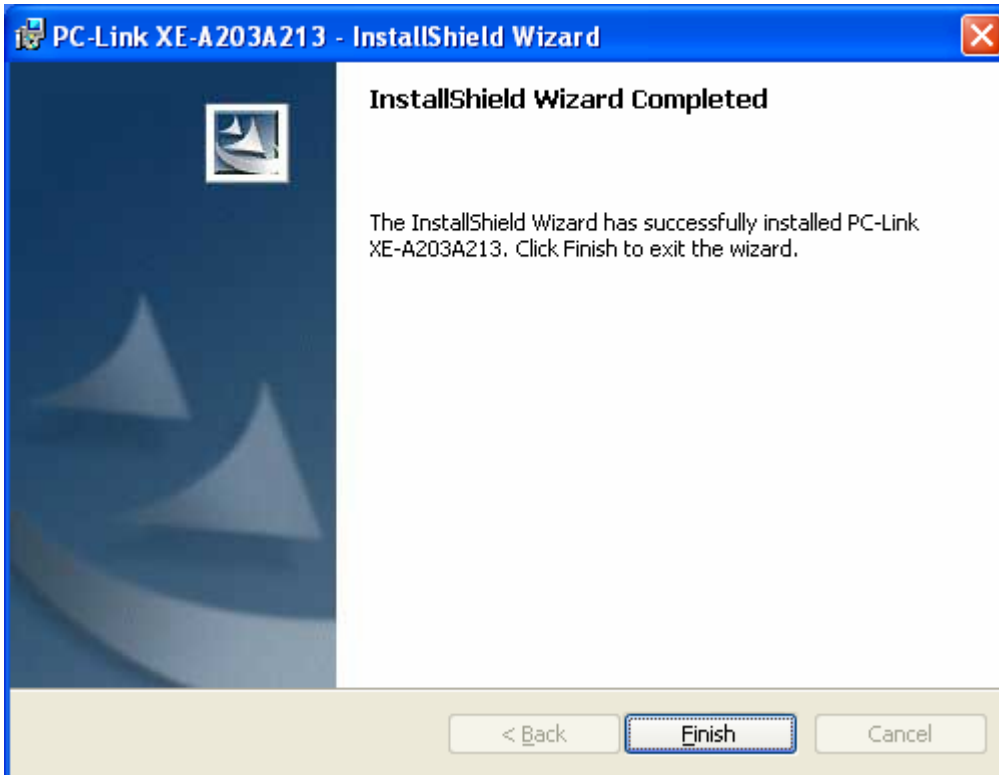 PC-Link XE-A203A213 - InstallShield Wizard
InstallShield Wizard Completed
The InstallShield Wizard has successfully installed PC-Link
XE-A203A213. Click Finish to exit the wizard.
< Back Finish Cancel